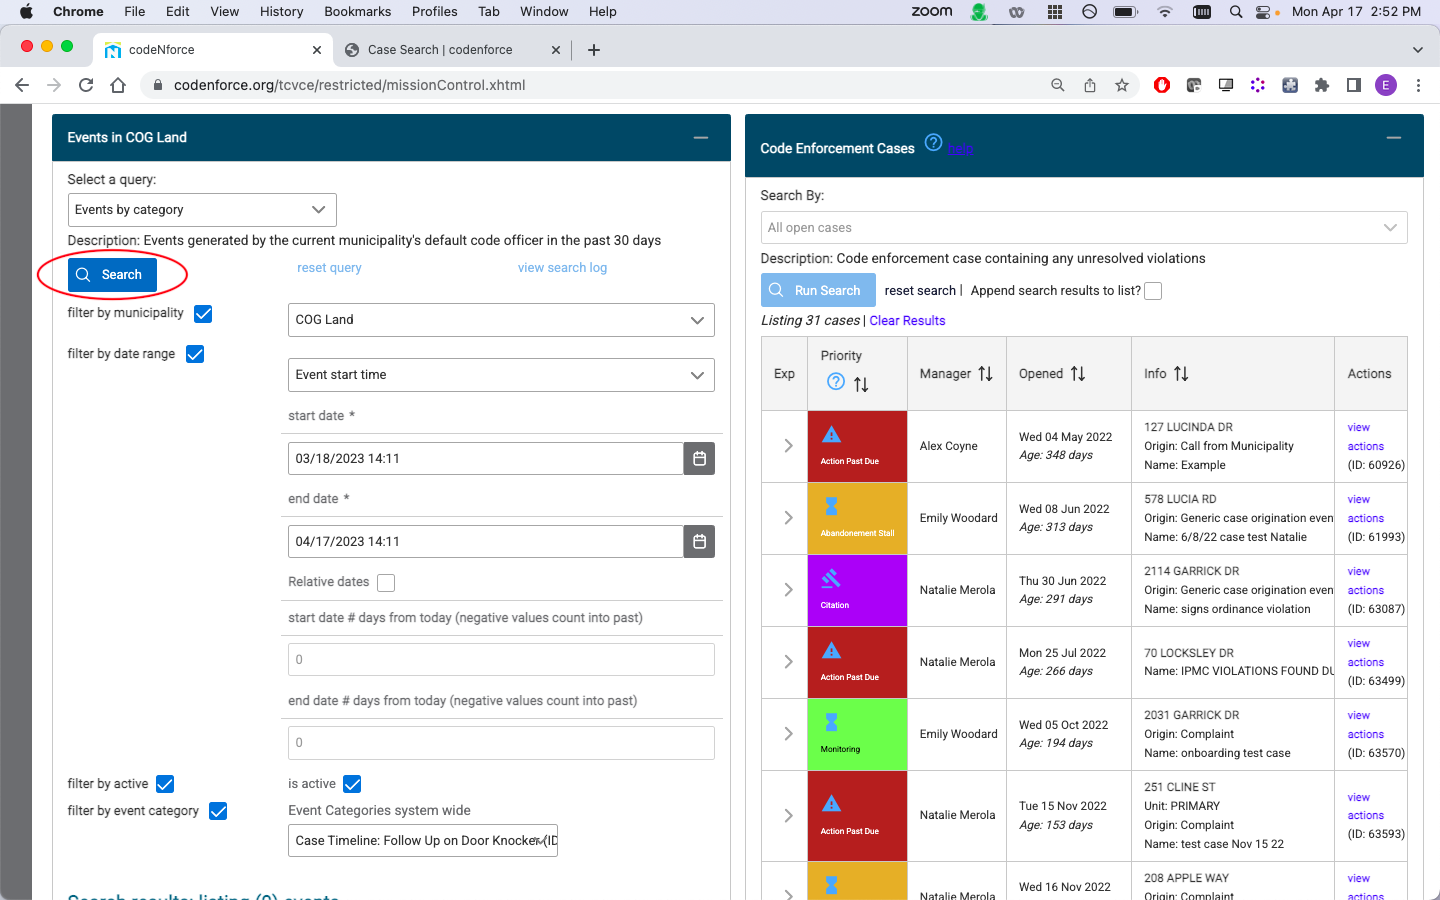 Chrome File Edit View History Bookmarks Profiles Tab Window Help
zoom Mon Apr 17 2:52 PM
codeNforce
Case Search | codenforce
codenforce.org/tcvce/restricted/missionControl.xhtml
E
Events in COG Land
Select a query:
Events by category
Description: Events generated by the current municipality's default code officer in the past 30 days
Search
reset query
view search log
filter by municipality
COG Land
filter by date range
Event start time
start date *
03/18/2023 14:11
end date *
04/17/2023 14:11
Relative dates
start date # days from today (negative values count into past)
0
end date # days from today (negative values count into past)
0
filter by active
is active
filter by event category
Event Categories system wide
Case Timeline: Follow Up on Door Knocker (ID
Search results: listing (0) events
Code Enforcement Cases
help
Search By:
All open cases
Description: Code enforcement case containing any unresolved violations
Run Search
reset search |
Append search results to list?
Listing 31 cases | Clear Results
Exp
Priority
Manager
Opened
Info
Actions
Action Past Due
Alex Coyne
Wed 04 May 2022
Age: 348 days
127 LUCINDA DR
Origin: Call from Municipality
Name: Example
view
actions
(ID: 60926)
Abandonement Stall
Emily Woodard
Wed 08 Jun 2022
Age: 313 days
578 LUCIA RD
Origin: Generic case origination even
Name: 6/8/22 case test Natalie
view
actions
(ID: 61993)
Citation
Natalie Merola
Thu 30 Jun 2022
Age: 291 days
2114 GARRICK DR
Origin: Generic case origination even
Name: signs ordinance violation
view
actions
(ID: 63087)
Action Past Due
Natalie Merola
Mon 25 Jul 2022
Age: 266 days
70 LOCKSLEY DR
Name: IPMC VIOLATIONS FOUND DU
view
actions
(ID: 63499)
Monitoring
Emily Woodard
Wed 05 Oct 2022
Age: 194 days
2031 GARRICK DR
Origin: Complaint
Name: onboarding test case
view
actions
(ID: 63570)
Action Past Due
Natalie Merola
Tue 15 Nov 2022
Age: 153 days
251 CLINE ST
Unit: PRIMARY
Origin: Complaint
Name: test case Nov 15 22
view
actions
(ID: 63593)
Natalie Merola
Wed 16 Nov 2022
208 APPLE WAY
Origin: Complaint
view
actions